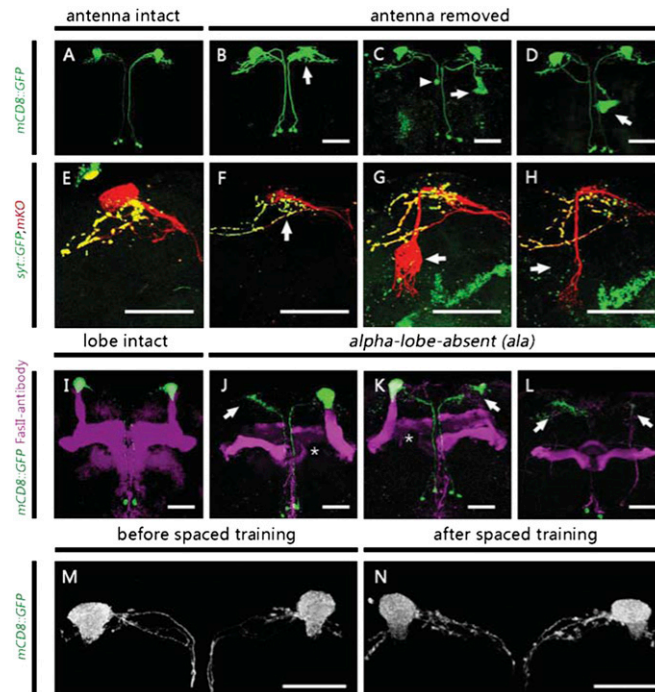 antenna intact antenna removed
mCD8::GFP
A B C D
syt::GFP;mKO
E F G H
lobe intact alpha-lobe-absent (ala)
mCD8::GFP FasII-antibody
I J K L
* *
before spaced training after spaced training
mCD8::GFP
M N